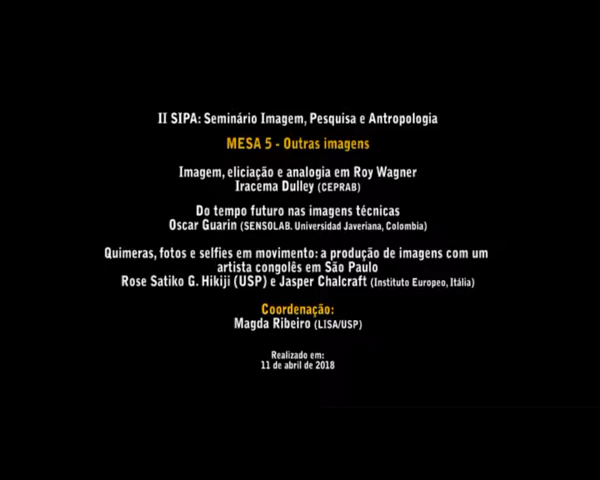 II SIPA: Seminário Imagem, Pesquisa e Antropologia
MESA 5 - Outras imagens
Imagem, eliciação e analogia em Roy Wagner
Iracema Dulley (CEPRAB)
Do tempo futuro nas imagens técnicas
Oscar Guarin (SENSOLAB. Universidad Javeriana, Colombia)
Quimeras, fotos e selfies em movimento: a produção de imagens com um
artista congolês em São Paulo
Rose Satiko G. Hikiji (USP) e Jasper Chalcraft (Instituto Europeo, Itália)
Coordenação:
Magda Ribeiro (LISA/USP)
Realizado em:
11 de abril de 2018